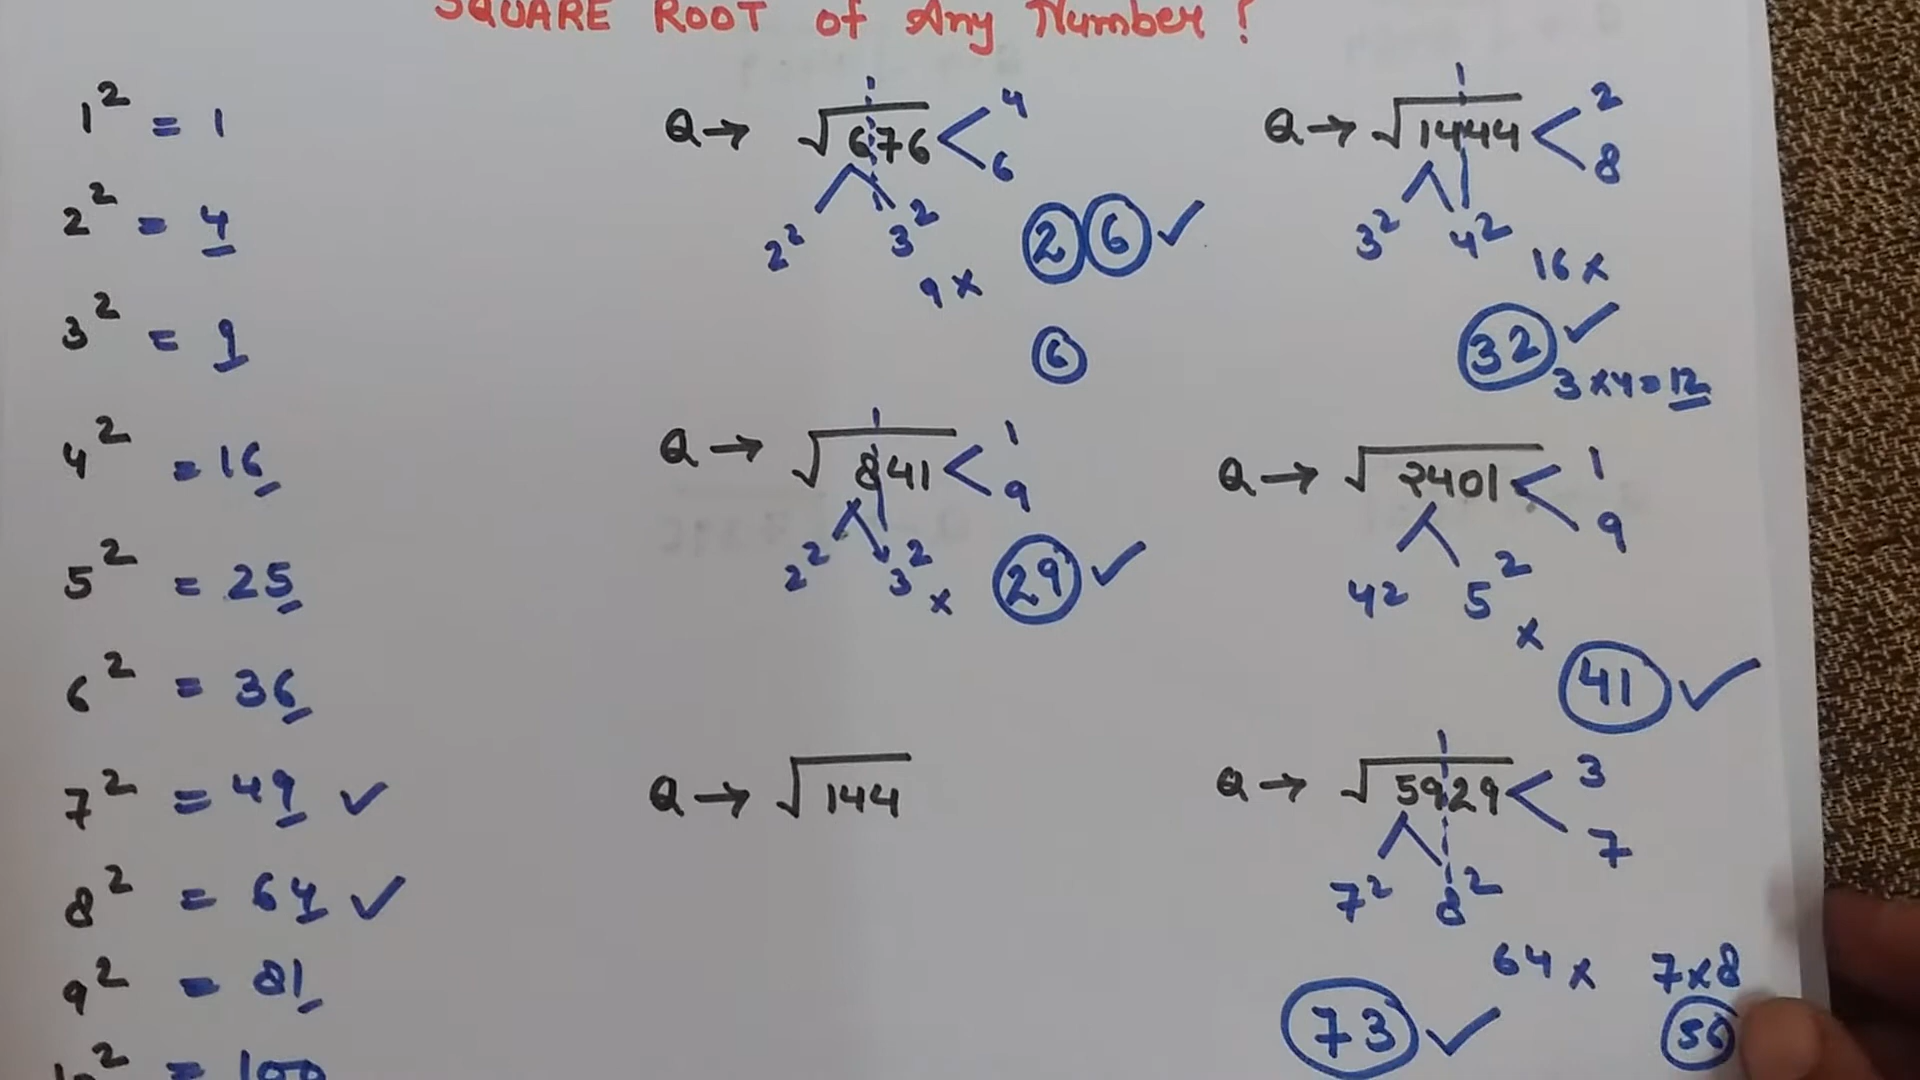 SQUARE ROOT of Any Number?
1² = 1
2² = 4
3² = 9
4² = 16
5² = 25
6² = 36
7² = 49 ✓
8² = 64 ✓
9² = 81
10² = 100
Q → √676 < 4 6
2² 3²
9 ×
26 ✓
6
Q → √841 < 1 9
2² 3² ×
29 ✓
Q → √144
Q → √1444 < 2 8
3² 4²
16 ×
32 ✓
3×4=12
Q → √2401 < 1 9
4² 5² ×
41 ✓
Q → √5929 < 3 7
7² 8²
64 × 7×8
73 ✓ 56